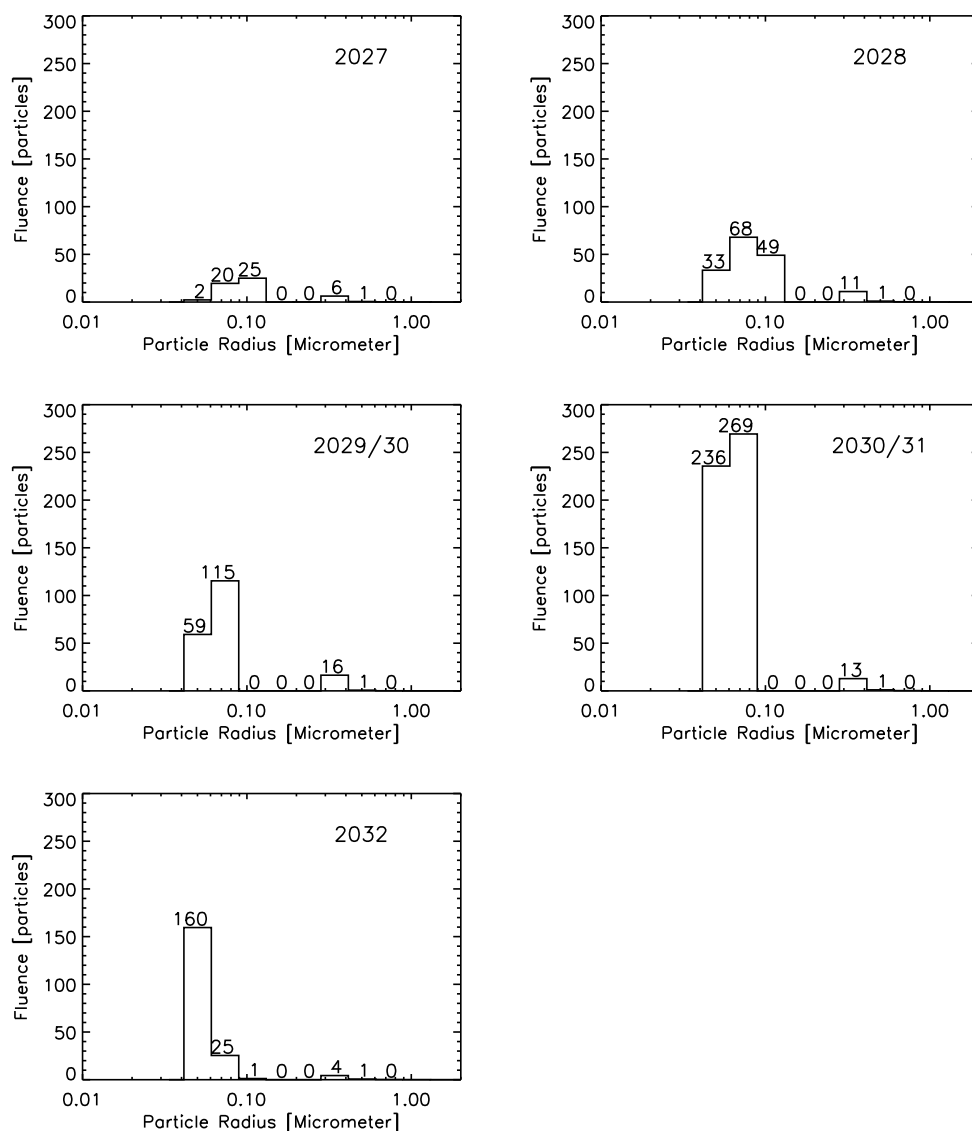 2027
Fluence [particles]
300
250
200
150
100
50
0
2 20 25 0 0 6 1 0
0.01 0.10 1.00
Particle Radius [Micrometer]
2028
Fluence [particles]
300
250
200
150
100
50
0
33 68 49 0 0 11 1 0
0.01 0.10 1.00
Particle Radius [Micrometer]
2029/30
Fluence [particles]
300
250
200
150
100
50
0
59 115 0 0 0 16 1 0
0.01 0.10 1.00
Particle Radius [Micrometer]
2030/31
Fluence [particles]
300
250
200
150
100
50
0
236 269 0 0 0 13 1 0
0.01 0.10 1.00
Particle Radius [Micrometer]
2032
Fluence [particles]
300
250
200
150
100
50
0
160 25 1 0 0 4 1 0
0.01 0.10 1.00
Particle Radius [Micrometer]